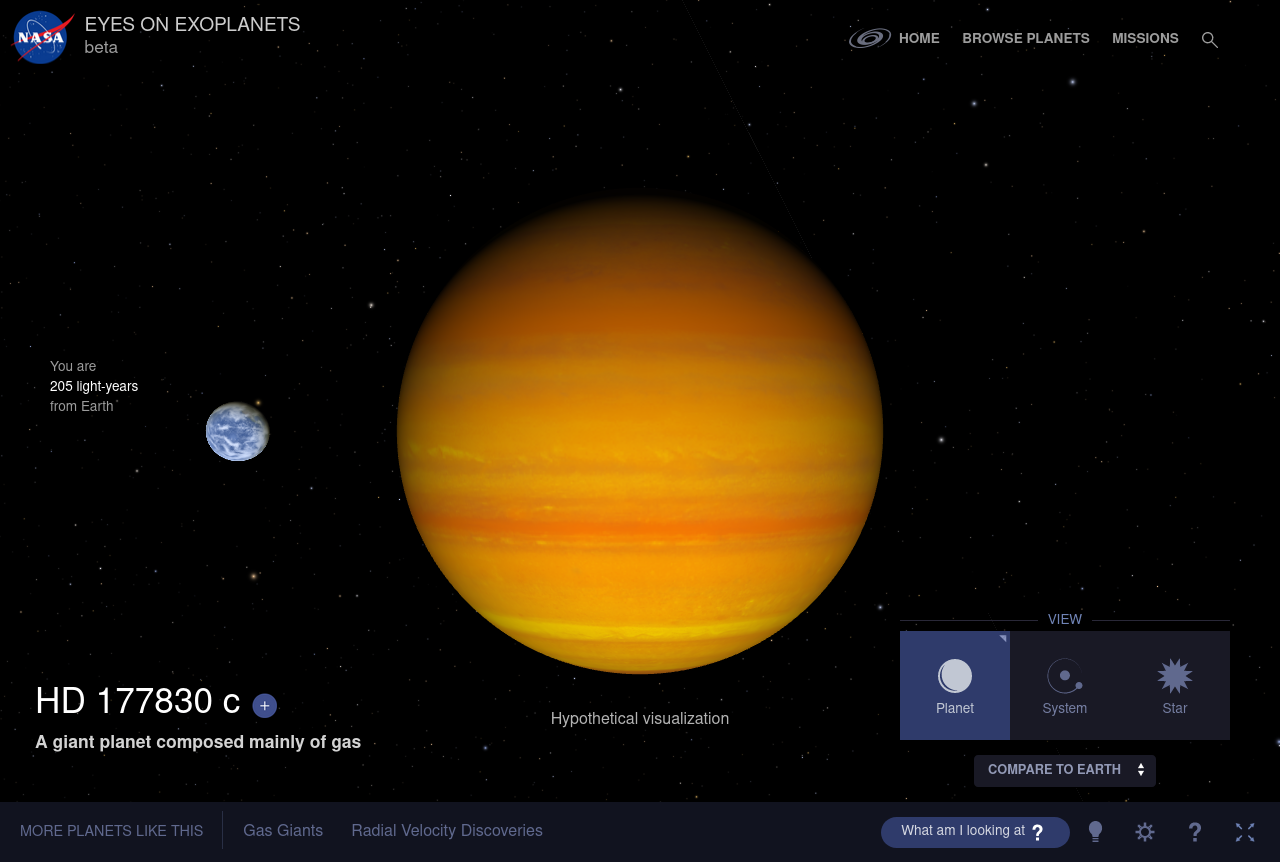 NASA
EYES ON EXOPLANETS
beta
HOME
BROWSE PLANETS
MISSIONS
You are
205 light-years
from Earth
VIEW
Planet
System
Star
HD 177830 c +
A giant planet composed mainly of gas
Hypothetical visualization
COMPARE TO EARTH
MORE PLANETS LIKE THIS
Gas Giants
Radial Velocity Discoveries
What am I looking at ?
?